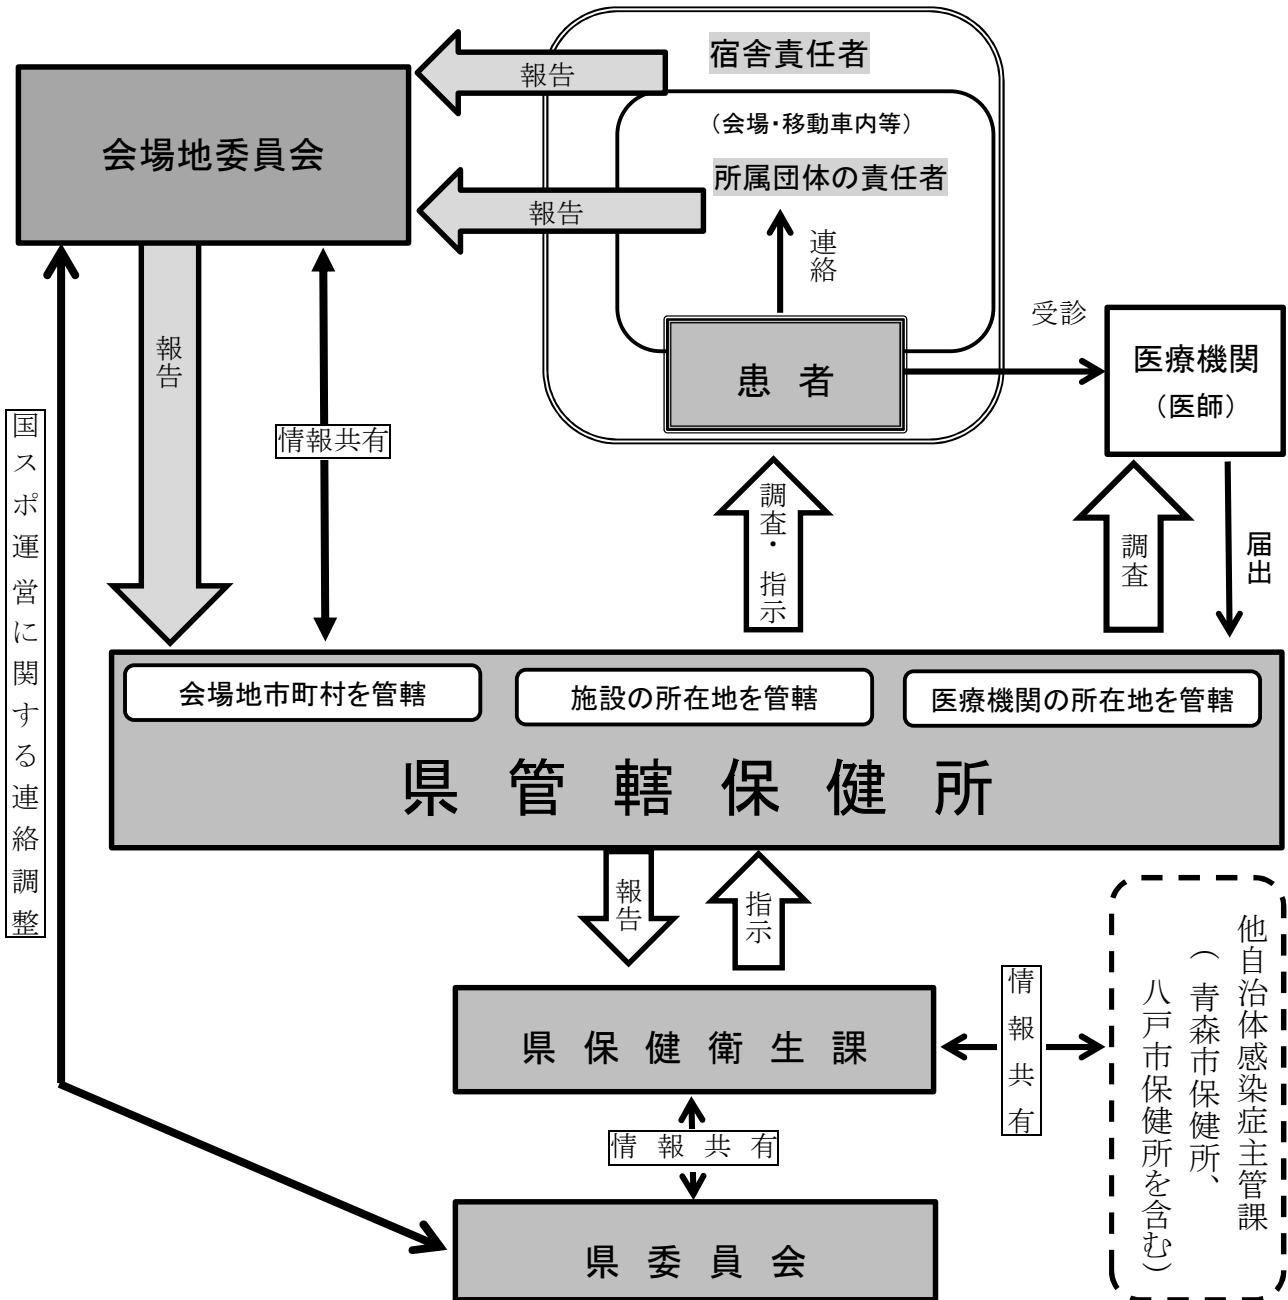 宿舎責任者
報告
（会場・移動車内等）
会場地委員会
所属団体の責任者
報告
連絡
受診
医療機関
（医師）
患者
報告
情報共有
国スポ運営に関する連絡調整
調査・指示
調査
届出
会場地市町村を管轄
施設の所在地を管轄
医療機関の所在地を管轄
県管轄保健所
報告
指示
他自治体感染症主管課
（青森市保健所、
八戸市保健所を含む）
情報共有
県保健衛生課
情報共有
県委員会